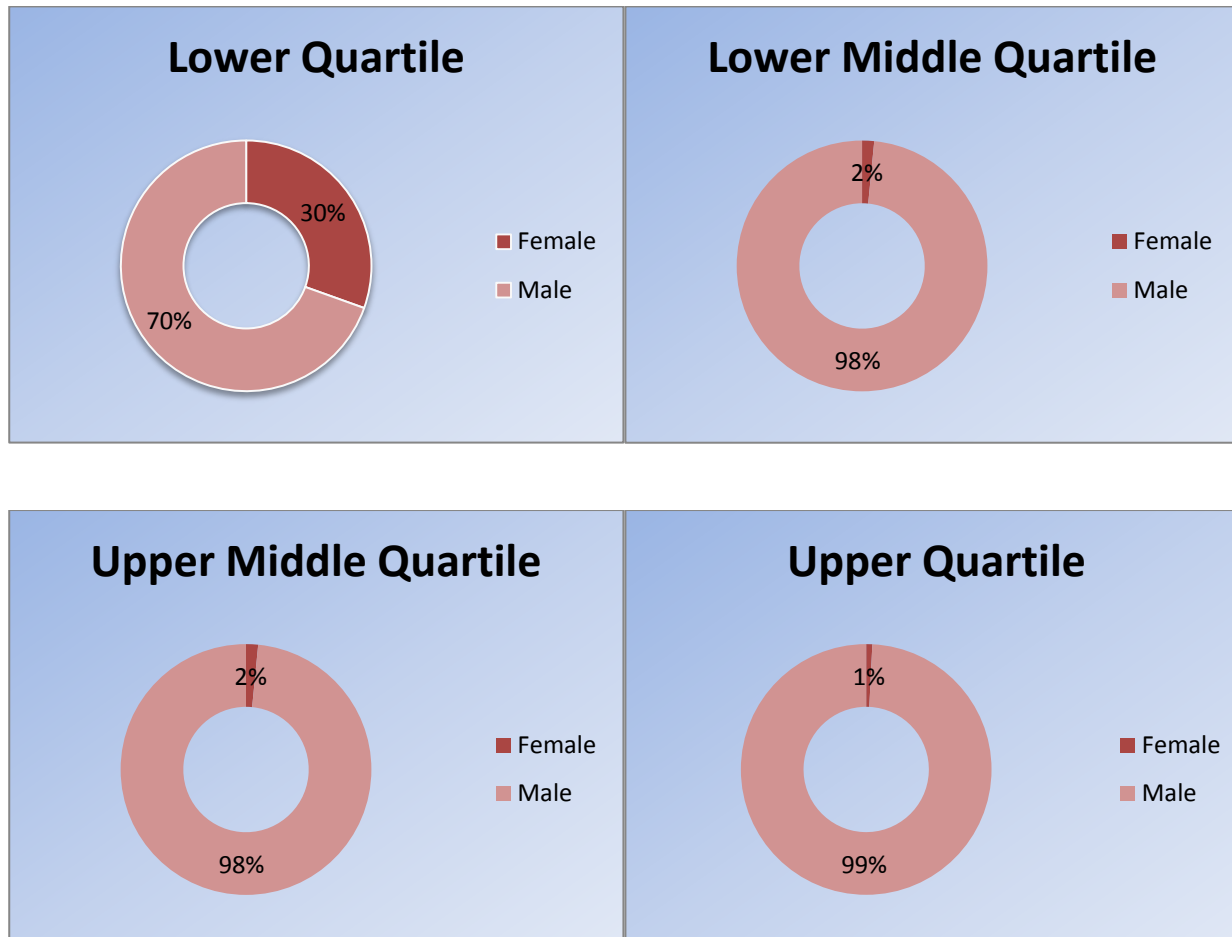 Lower Quartile
30%
70%
Female
Male
Lower Middle Quartile
2%
98%
Female
Male
Upper Middle Quartile
2%
98%
Female
Male
Upper Quartile
1%
99%
Female
Male